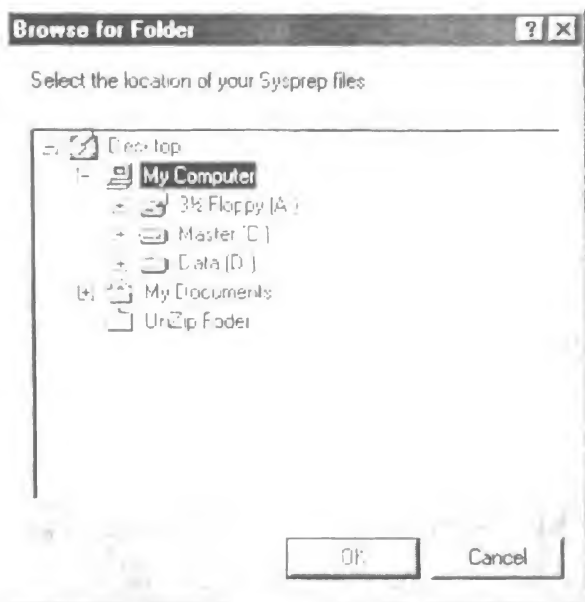 Browse for Folder
Select the location of your Sysprep files
Desktop
My Computer
3½ Floppy (A:)
Master (C:)
Data (D:)
My Documents
UnZip Folder
OK
Cancel